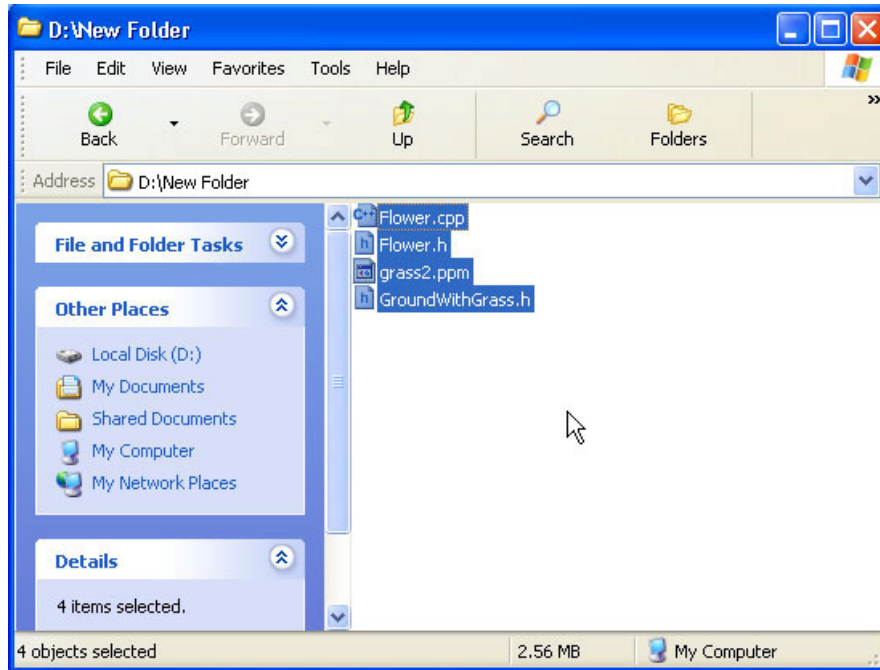 D:\New Folder
File Edit View Favorites Tools Help
Back Forward Up Search Folders »
Address D:\New Folder
File and Folder Tasks
Other Places
Local Disk (D:)
My Documents
Shared Documents
My Computer
My Network Places
Details
4 items selected.
C++ Flower.cpp
h Flower.h
grass2.ppm
h GroundWithGrass.h
4 objects selected 2.56 MB My Computer